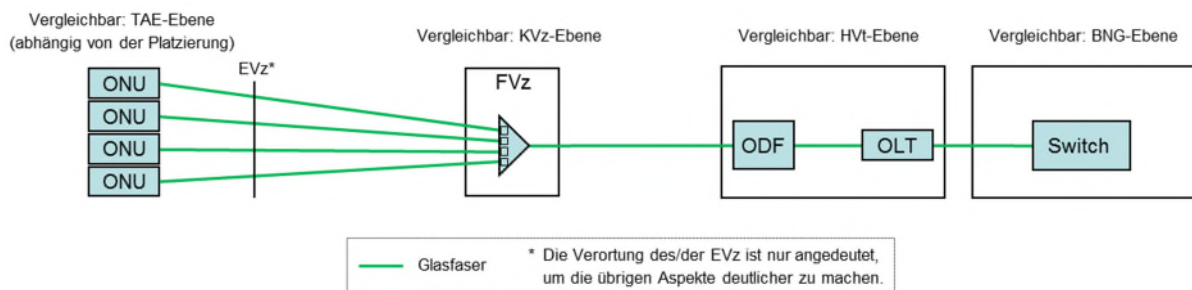 Vergleichbar: TAE-Ebene
(abhängig von der Platzierung)
Vergleichbar: KVz-Ebene
Vergleichbar: HVt-Ebene
Vergleichbar: BNG-Ebene
EVz*
FVz
ONU
ONU
ONU
ONU
ODF
OLT
Switch
Glasfaser
* Die Verortung des/der EVz ist nur angedeutet,
um die übrigen Aspekte deutlicher zu machen.